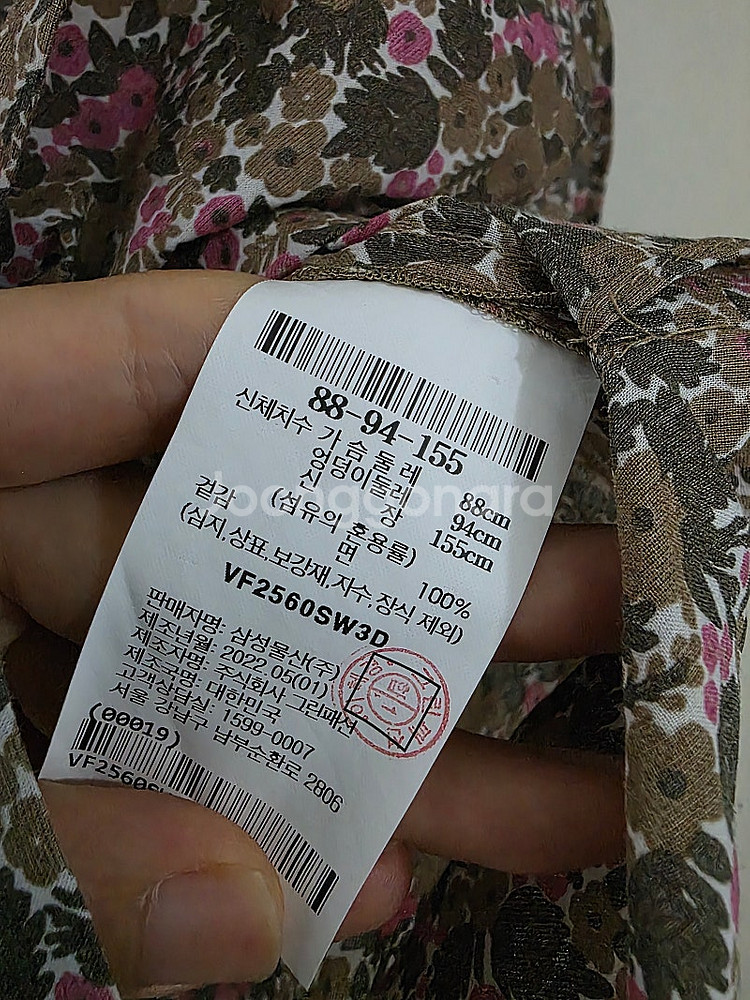 88-94-155
신체치수 가 슴 둘 레 88cm
엉덩이둘레 94cm
신 장 155cm
겉감 (섬유의 혼용률)
면 100%
(심지,상표,보강재,자수,장식 제외)
VF2560SW3D
판매자명: 삼성물산(주)
제조년월: 2022.05(01)
제조자명: 주식회사 그린패션
제조국명: 대한민국
고객상담실: 1599-0007
서울 강남구 남부순환로 2806
(00019)
VF2560S
joonggonara